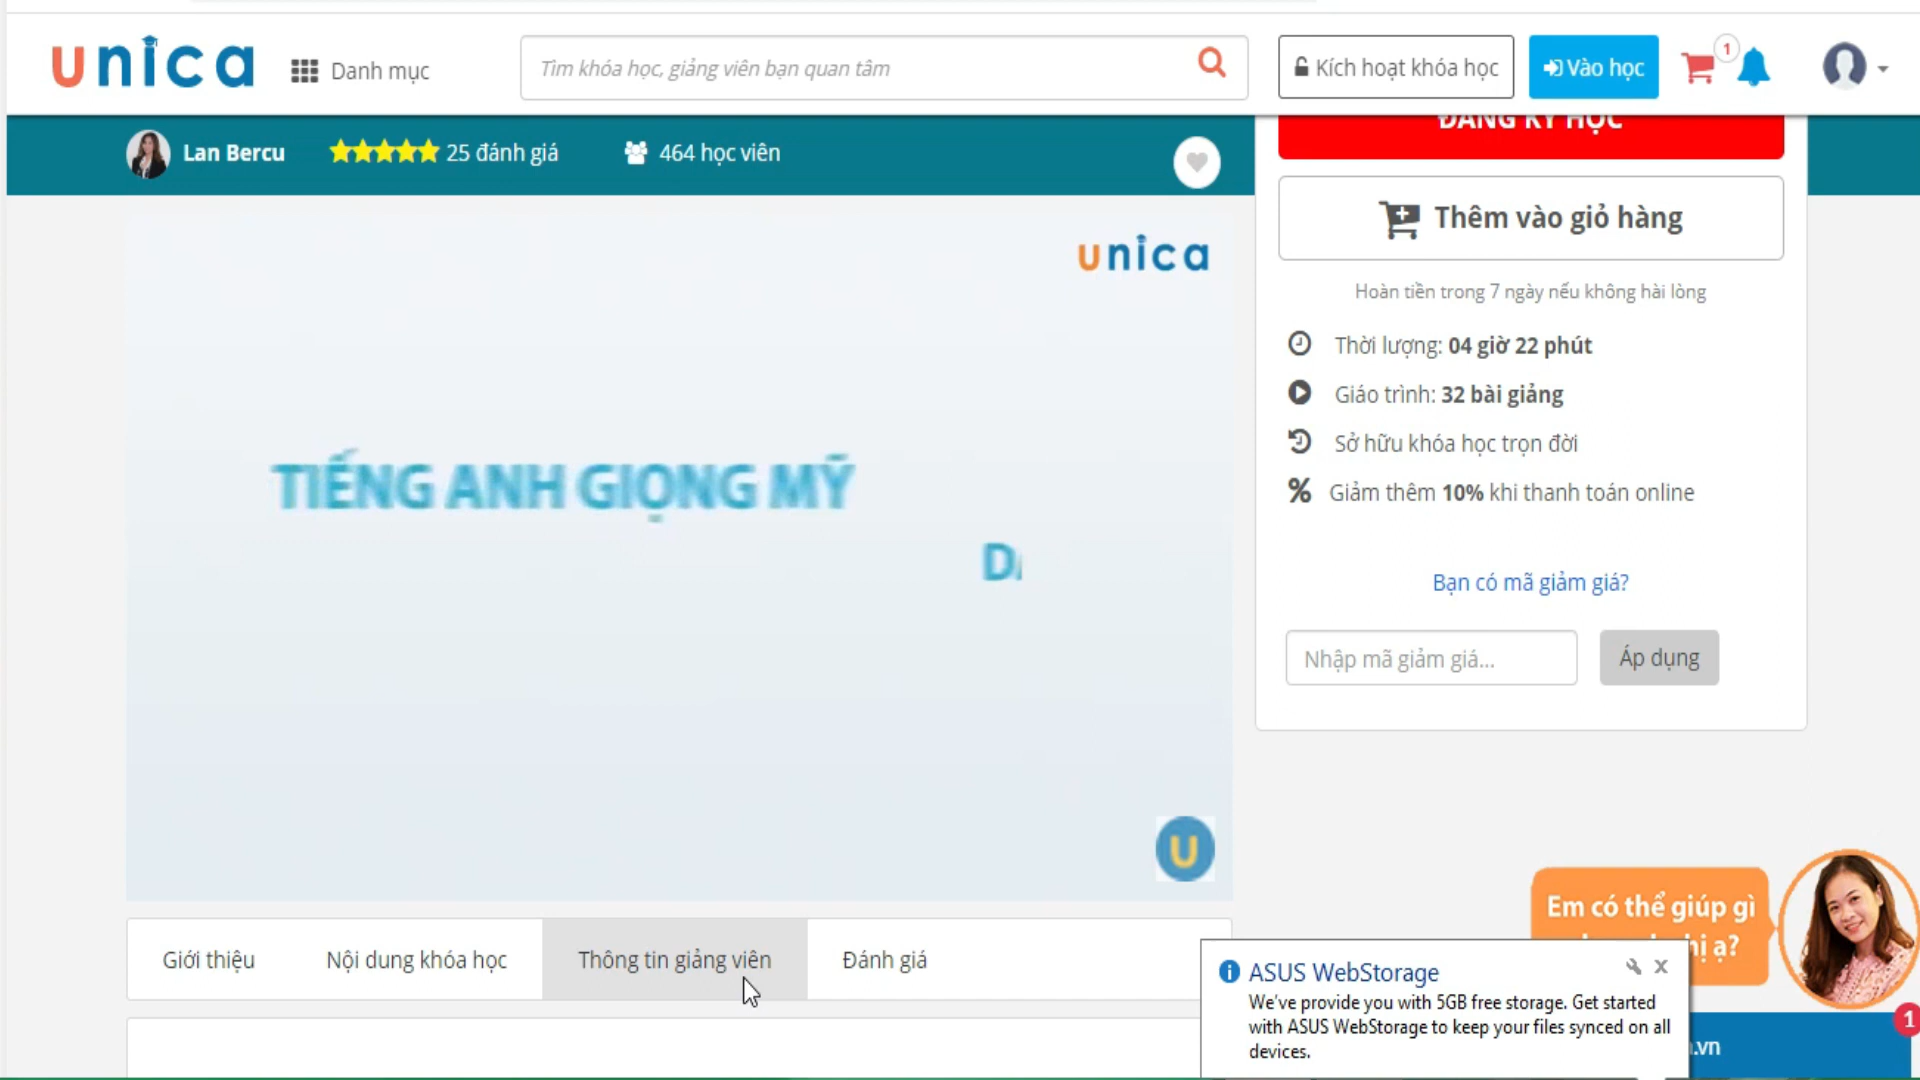 unica
Danh mục
Tìm khóa học, giảng viên bạn quan tâm
Kích hoạt khóa học
Vào học
1
Lan Bercu
25 đánh giá
464 học viên
ĐĂNG KÝ HỌC
Thêm vào giỏ hàng
Hoàn tiền trong 7 ngày nếu không hài lòng
Thời lượng: 04 giờ 22 phút
Giáo trình: 32 bài giảng
Sở hữu khóa học trọn đời
% Giảm thêm 10% khi thanh toán online
Bạn có mã giảm giá?
Nhập mã giảm giá...
Áp dụng
unica
TIẾNG ANH GIỌNG MỸ
D
U
Giới thiệu
Nội dung khóa học
Thông tin giảng viên
Đánh giá
Em có thể giúp gì
ị ạ?
ASUS WebStorage
We've provide you with 5GB free storage. Get started
with ASUS WebStorage to keep your files synced on all
devices.
.vn
1